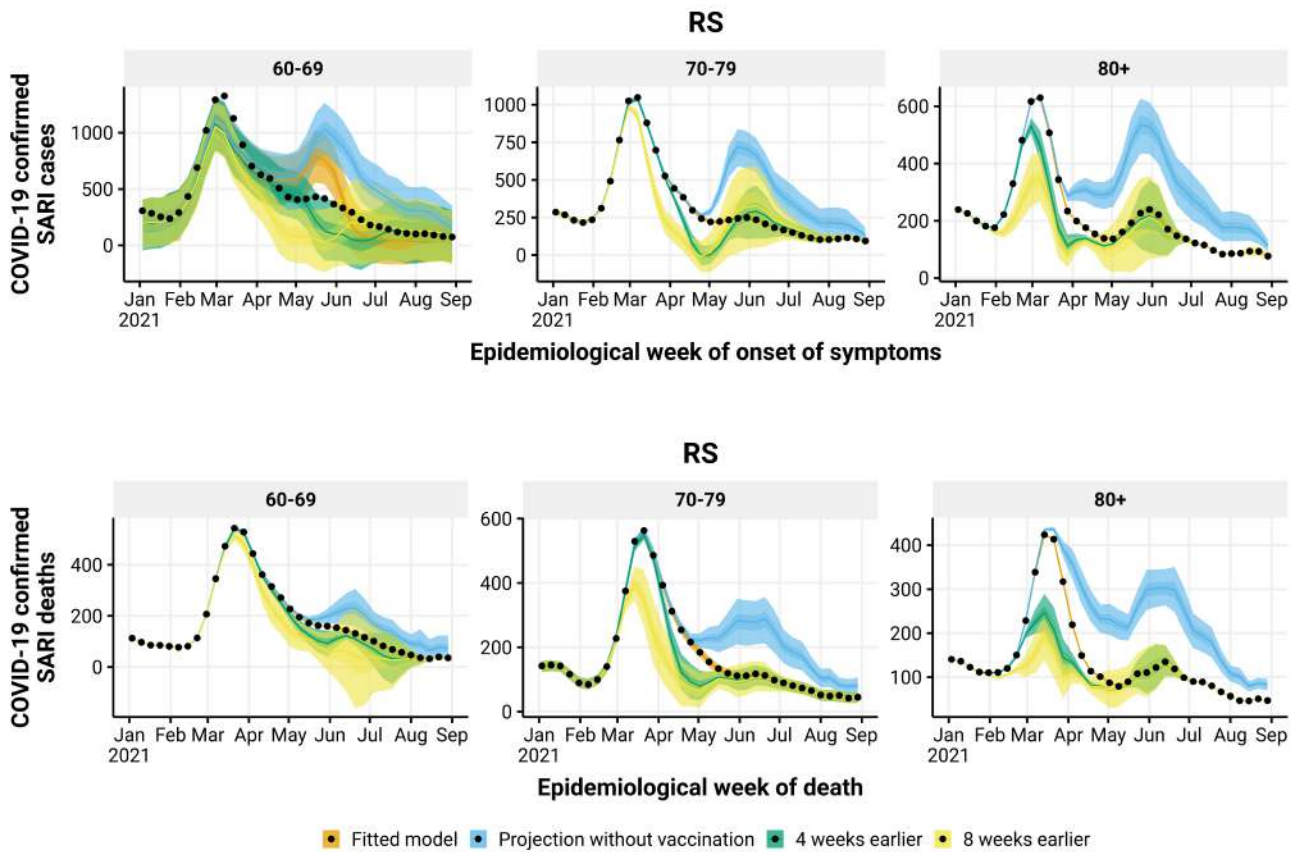 RS
60-69
70-79
80+
COVID-19 confirmed
SARI cases
1000
500
0
1000
750
500
250
0
600
400
200
0
Jan Feb Mar Apr May Jun Jul Aug Sep
2021
Jan Feb Mar Apr May Jun Jul Aug Sep
2021
Jan Feb Mar Apr May Jun Jul Aug Sep
2021
Epidemiological week of onset of symptoms
RS
60-69
70-79
80+
COVID-19 confirmed
SARI deaths
400
200
0
600
400
200
0
400
300
200
100
Jan Feb Mar Apr May Jun Jul Aug Sep
2021
Jan Feb Mar Apr May Jun Jul Aug Sep
2021
Jan Feb Mar Apr May Jun Jul Aug Sep
2021
Epidemiological week of death
Fitted model Projection without vaccination 4 weeks earlier 8 weeks earlier